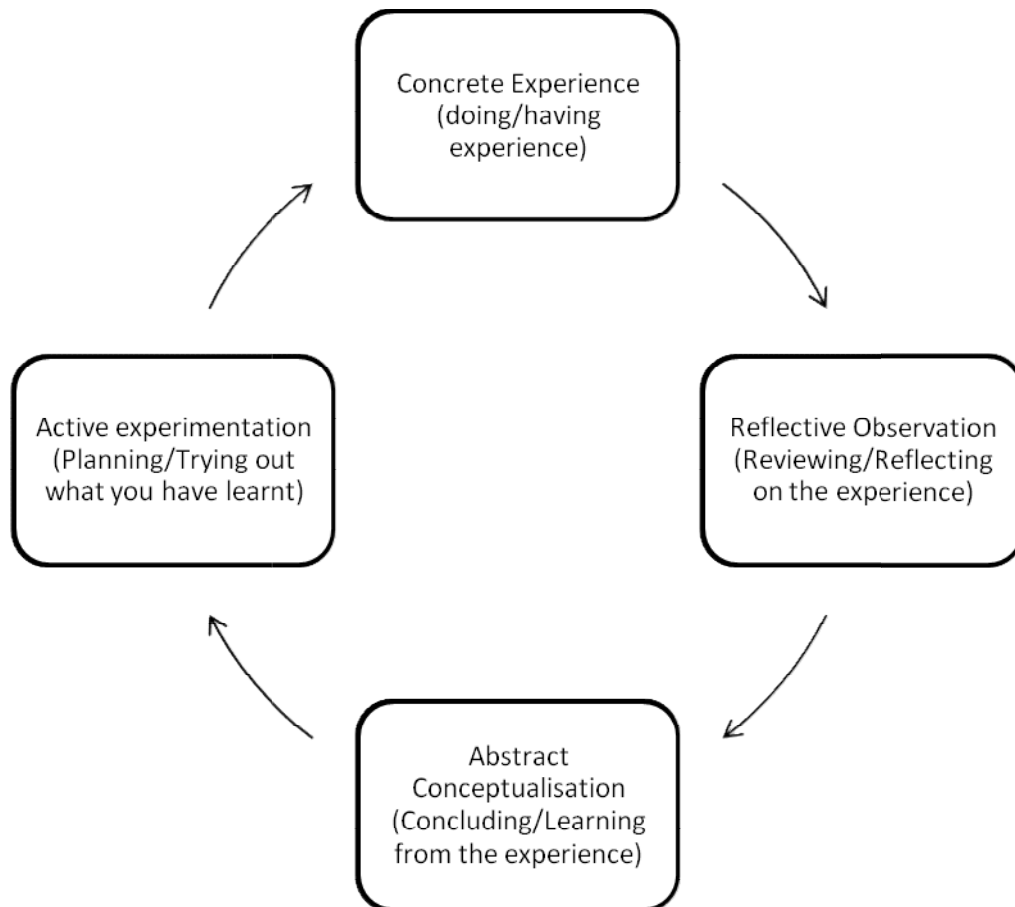 Concrete Experience
(doing/having
experience)
Active experimentation
(Planning/Trying out
what you have learnt)
Reflective Observation
(Reviewing/Reflecting
on the experience)
Abstract
Conceptualisation
(Concluding/Learning
from the experience)